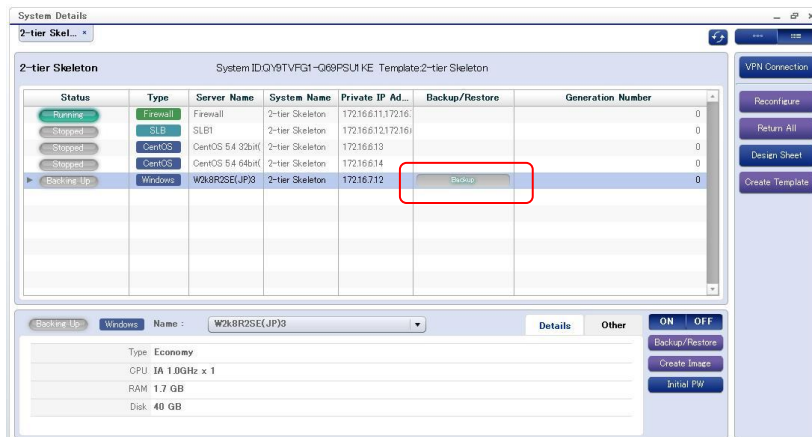 System Details
2-tier Skel... ×
2-tier Skeleton System ID:QY9TVFG1-Q69PSU1KE Template:2-tier Skeleton
Status Type Server Name System Name Private IP Ad... Backup/Restore Generation Number
Running Firewall Firewall 2-tier Skeleton 172.16.6.11,172.16. 0
Stopped SLB SLB1 2-tier Skeleton 172.16.6.12,172.16.( 0
Stopped CentOS CentOS 5.4 32bit( 2-tier Skeleton 172.16.6.13 0
Stopped CentOS CentOS 5.4 64bit( 2-tier Skeleton 172.16.6.14 0
Backing Up Windows W2k8R2SE(JP)3 2-tier Skeleton 172.16.7.12 Backup 0
VPN Connection
Reconfigure
Return All
Design Sheet
Create Template
Backing Up Windows Name : W2k8R2SE(JP)3 Details Other ON OFF
Type Economy
CPU IA 1.0GHz x 1
RAM 1.7 GB
Disk 40 GB
Backup/Restore
Create Image
Initial PW